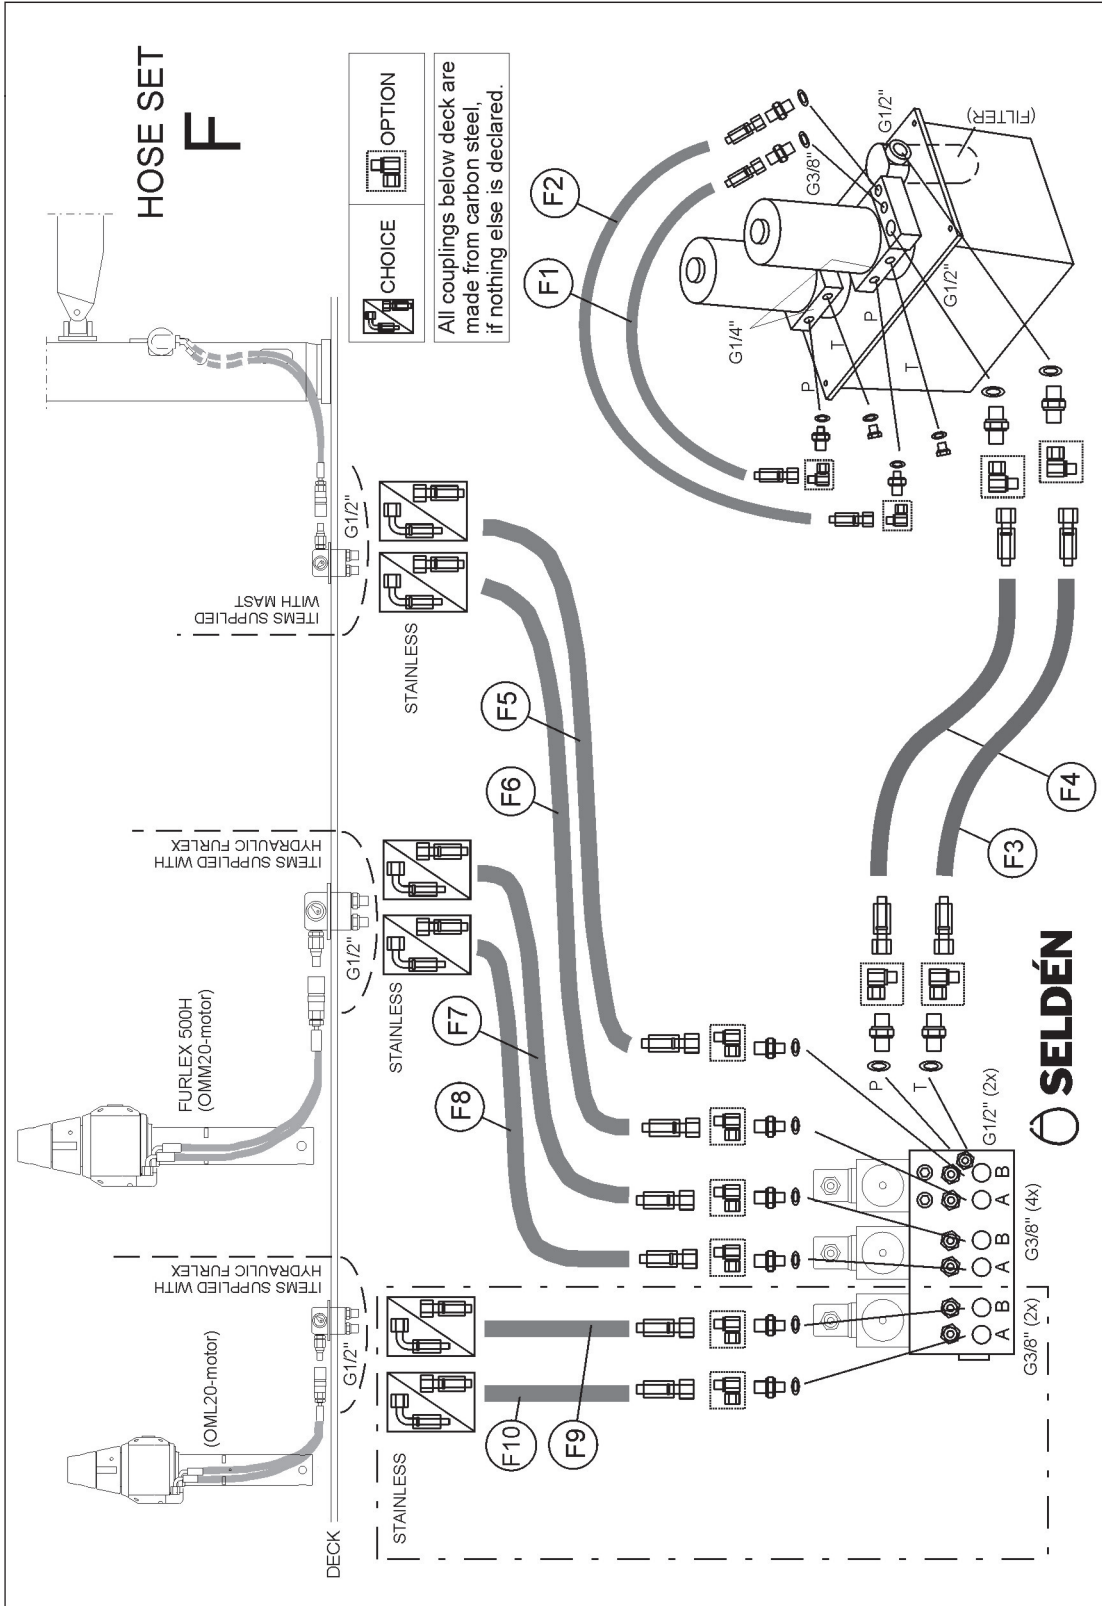 HOSE SET
F
CHOICE
OPTION
All couplings below deck are
made from carbon steel,
if nothing else is declared.
(OML20-motor)
FURLEX 500H
(OMM20-motor)
ITEMS SUPPLIED WITH
HYDRAULIC FURLEX
ITEMS SUPPLIED WITH
HYDRAULIC FURLEX
ITEMS SUPPLIED
WITH MAST
DECK
G1/2"
G1/2"
G1/2"
STAINLESS
STAINLESS
STAINLESS
F10
F9
F8
F7
F6
F5
F2
F1
F4
F3
G3/8"
G1/2"
(FILTER)
G1/4"
G1/2"
P
T
P
T
P
T
G1/2" (2x)
A
B
A
B
A
B
G3/8" (2x)
G3/8" (4x)
SELDÉN